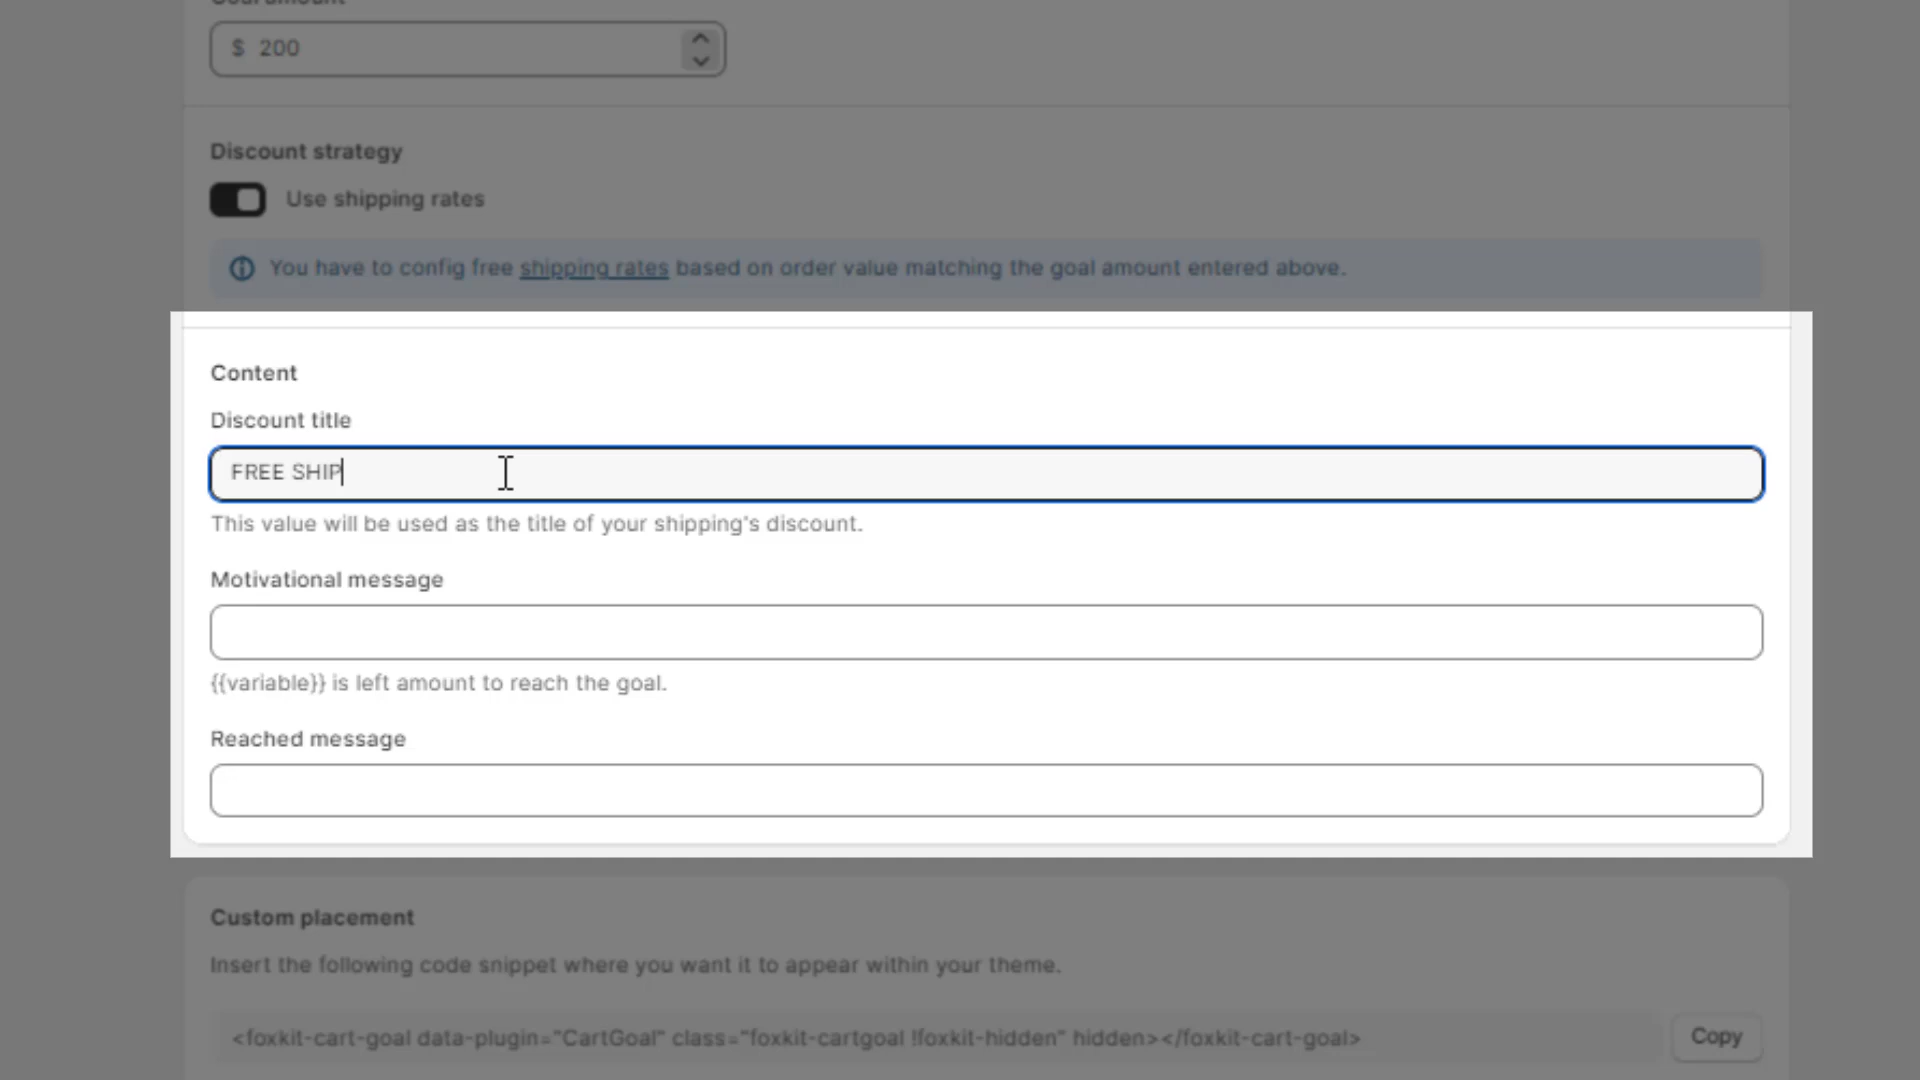 $ 200
Discount strategy
Use shipping rates
You have to config free shipping rates based on order value matching the goal amount entered above.
Content
Discount title
FREE SHIP
This value will be used as the title of your shipping's discount.
Motivational message
{{variable}} is left amount to reach the goal.
Reached message
Custom placement
Insert the following code snippet where you want it to appear within your theme.
<foxkit-cart-goal data-plugin="CartGoal" class="foxkit-cartgoal !foxkit-hidden" hidden></foxkit-cart-goal>
Copy